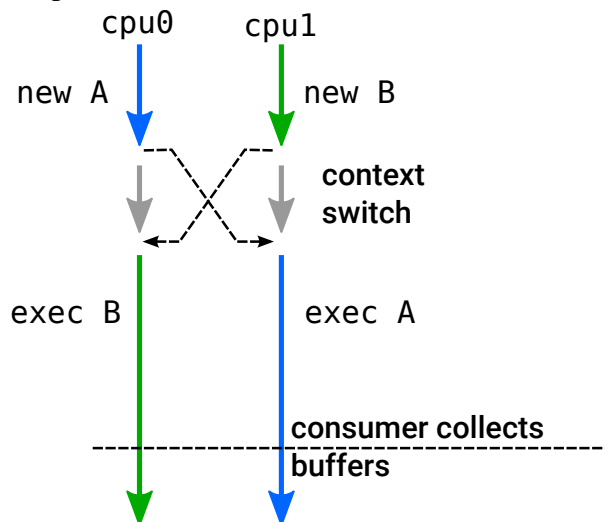 cpu0 cpu1
new A new B
context
switch
exec B exec A
consumer collects
buffers